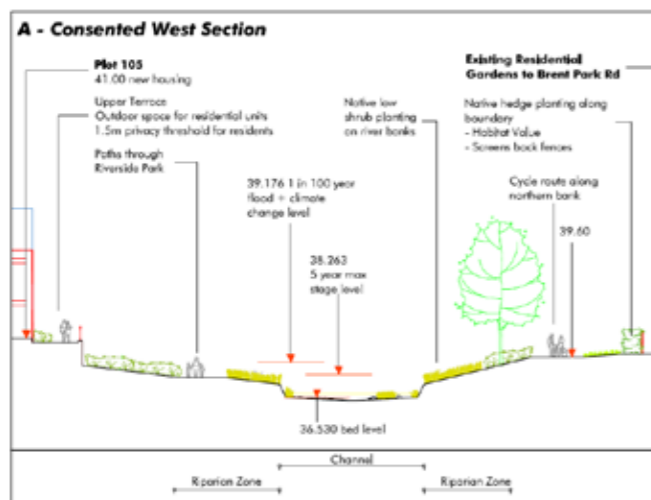 A - Consented West Section
Plot 105
41.00 new housing
Upper Terrace
Outdoor space for residential units
1.5m privacy threshold for residents
Paths through
Riverside Park
39.176 1 in 100 year
flood + climate
change level
38.263
5 year max
stage level
Native low
shrub planting
on river banks
Existing Residential
Gardens to Brent Park Rd
Native hedge planting along
boundary
- Habitat Value
- Screens back fences
Cycle route along
northern bank
39.60
36.530 bed level
Channel
Riparian Zone
Riparian Zone